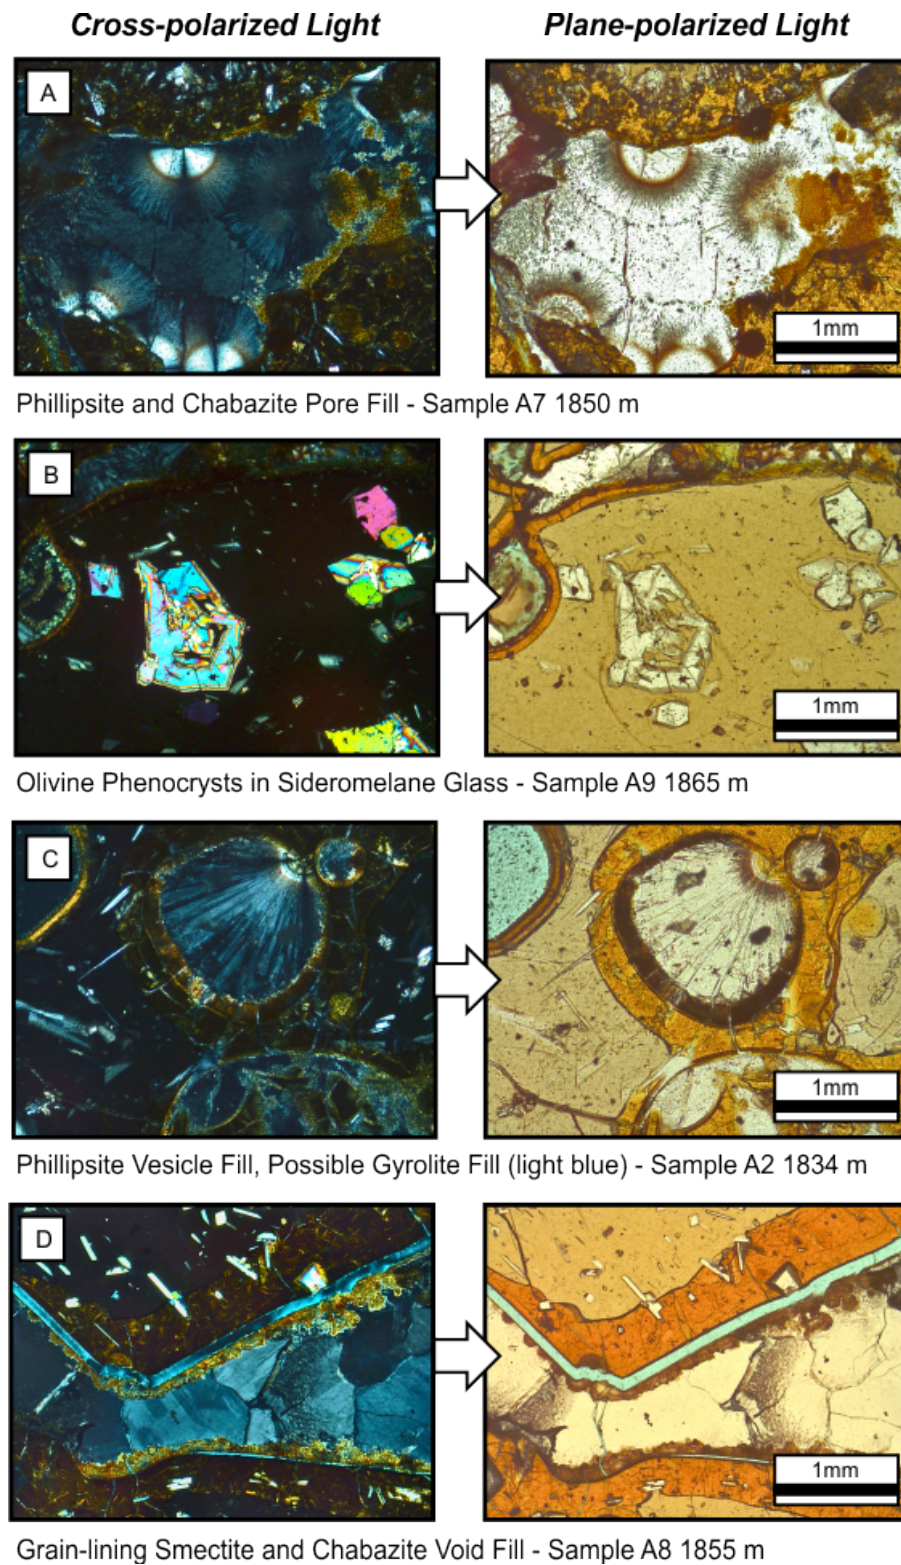 Cross-polarized Light
Plane-polarized Light
A
1mm
Phillipsite and Chabazite Pore Fill - Sample A7 1850 m
B
1mm
Olivine Phenocrysts in Sideromelane Glass - Sample A9 1865 m
C
1mm
Phillipsite Vesicle Fill, Possible Gyrolite Fill (light blue) - Sample A2 1834 m
D
1mm
Grain-lining Smectite and Chabazite Void Fill - Sample A8 1855 m